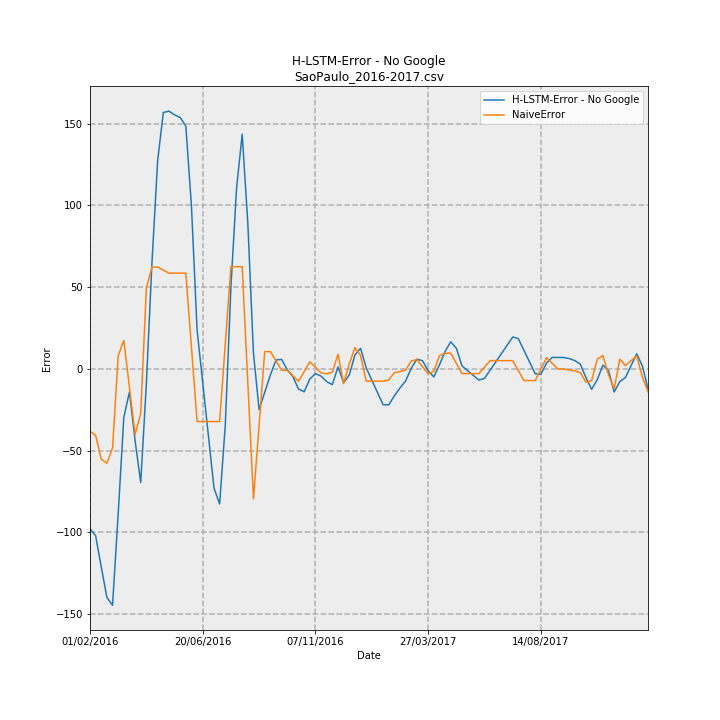 H-LSTM-Error - No Google
SaoPaulo_2016-2017.csv
H-LSTM-Error - No Google
NaiveError
150
100
50
0
−50
−100
−150
Error
01/02/2016
20/06/2016
07/11/2016
27/03/2017
14/08/2017
Date